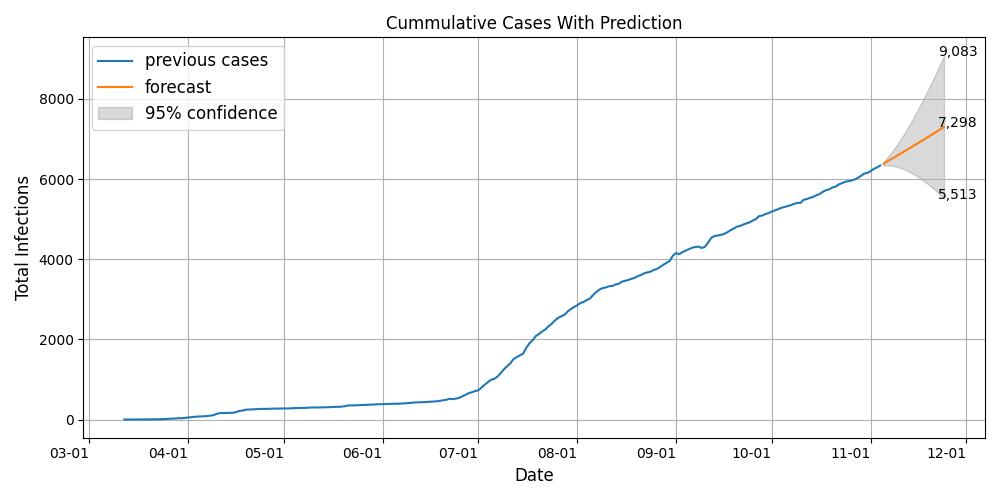 Cummulative Cases With Prediction
previous cases
forecast
95% confidence
9,083
7,298
5,513
8000
6000
4000
2000
0
Total Infections
03-01 04-01 05-01 06-01 07-01 08-01 09-01 10-01 11-01 12-01
Date